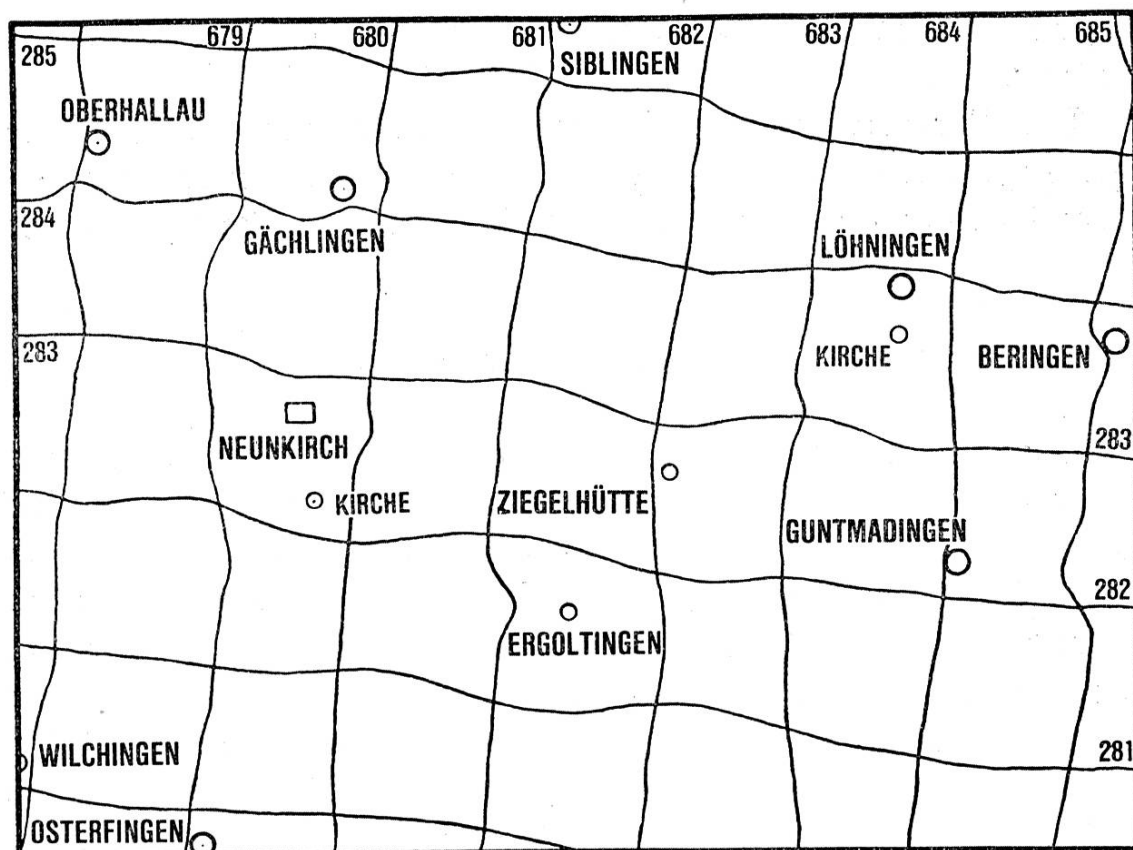 679 680 681 682 683 684 685
285
SIBLINGEN
OBERHALLAU
284
GÄCHLINGEN
LÖHNINGEN
283
KIRCHE
BERINGEN
NEUNKIRCH
283
KIRCHE
ZIEGELHÜTTE
GUNTMADINGEN
282
ERGOLTINGEN
WILCHINGEN
281
OSTERFINGEN